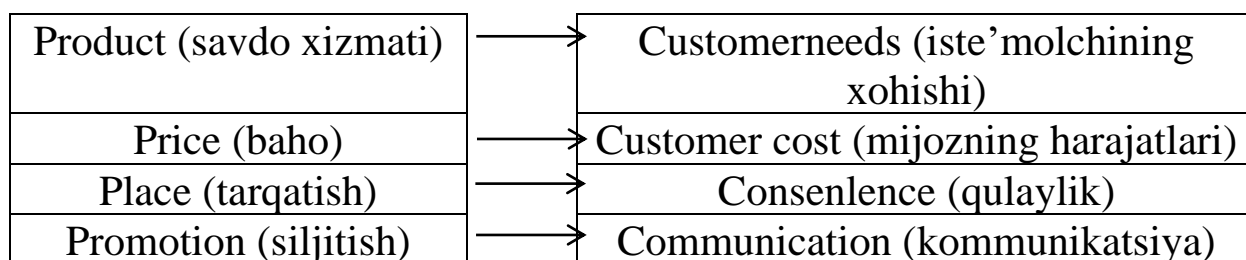 Product (savdo xizmati)
Customerneeds (iste’molchining
xohishi)
Price (baho)
Customer cost (mijozning harajatlari)
Place (tarqatish)
Consenlence (qulaylik)
Promotion (siljitish)
Communication (kommunikatsiya)